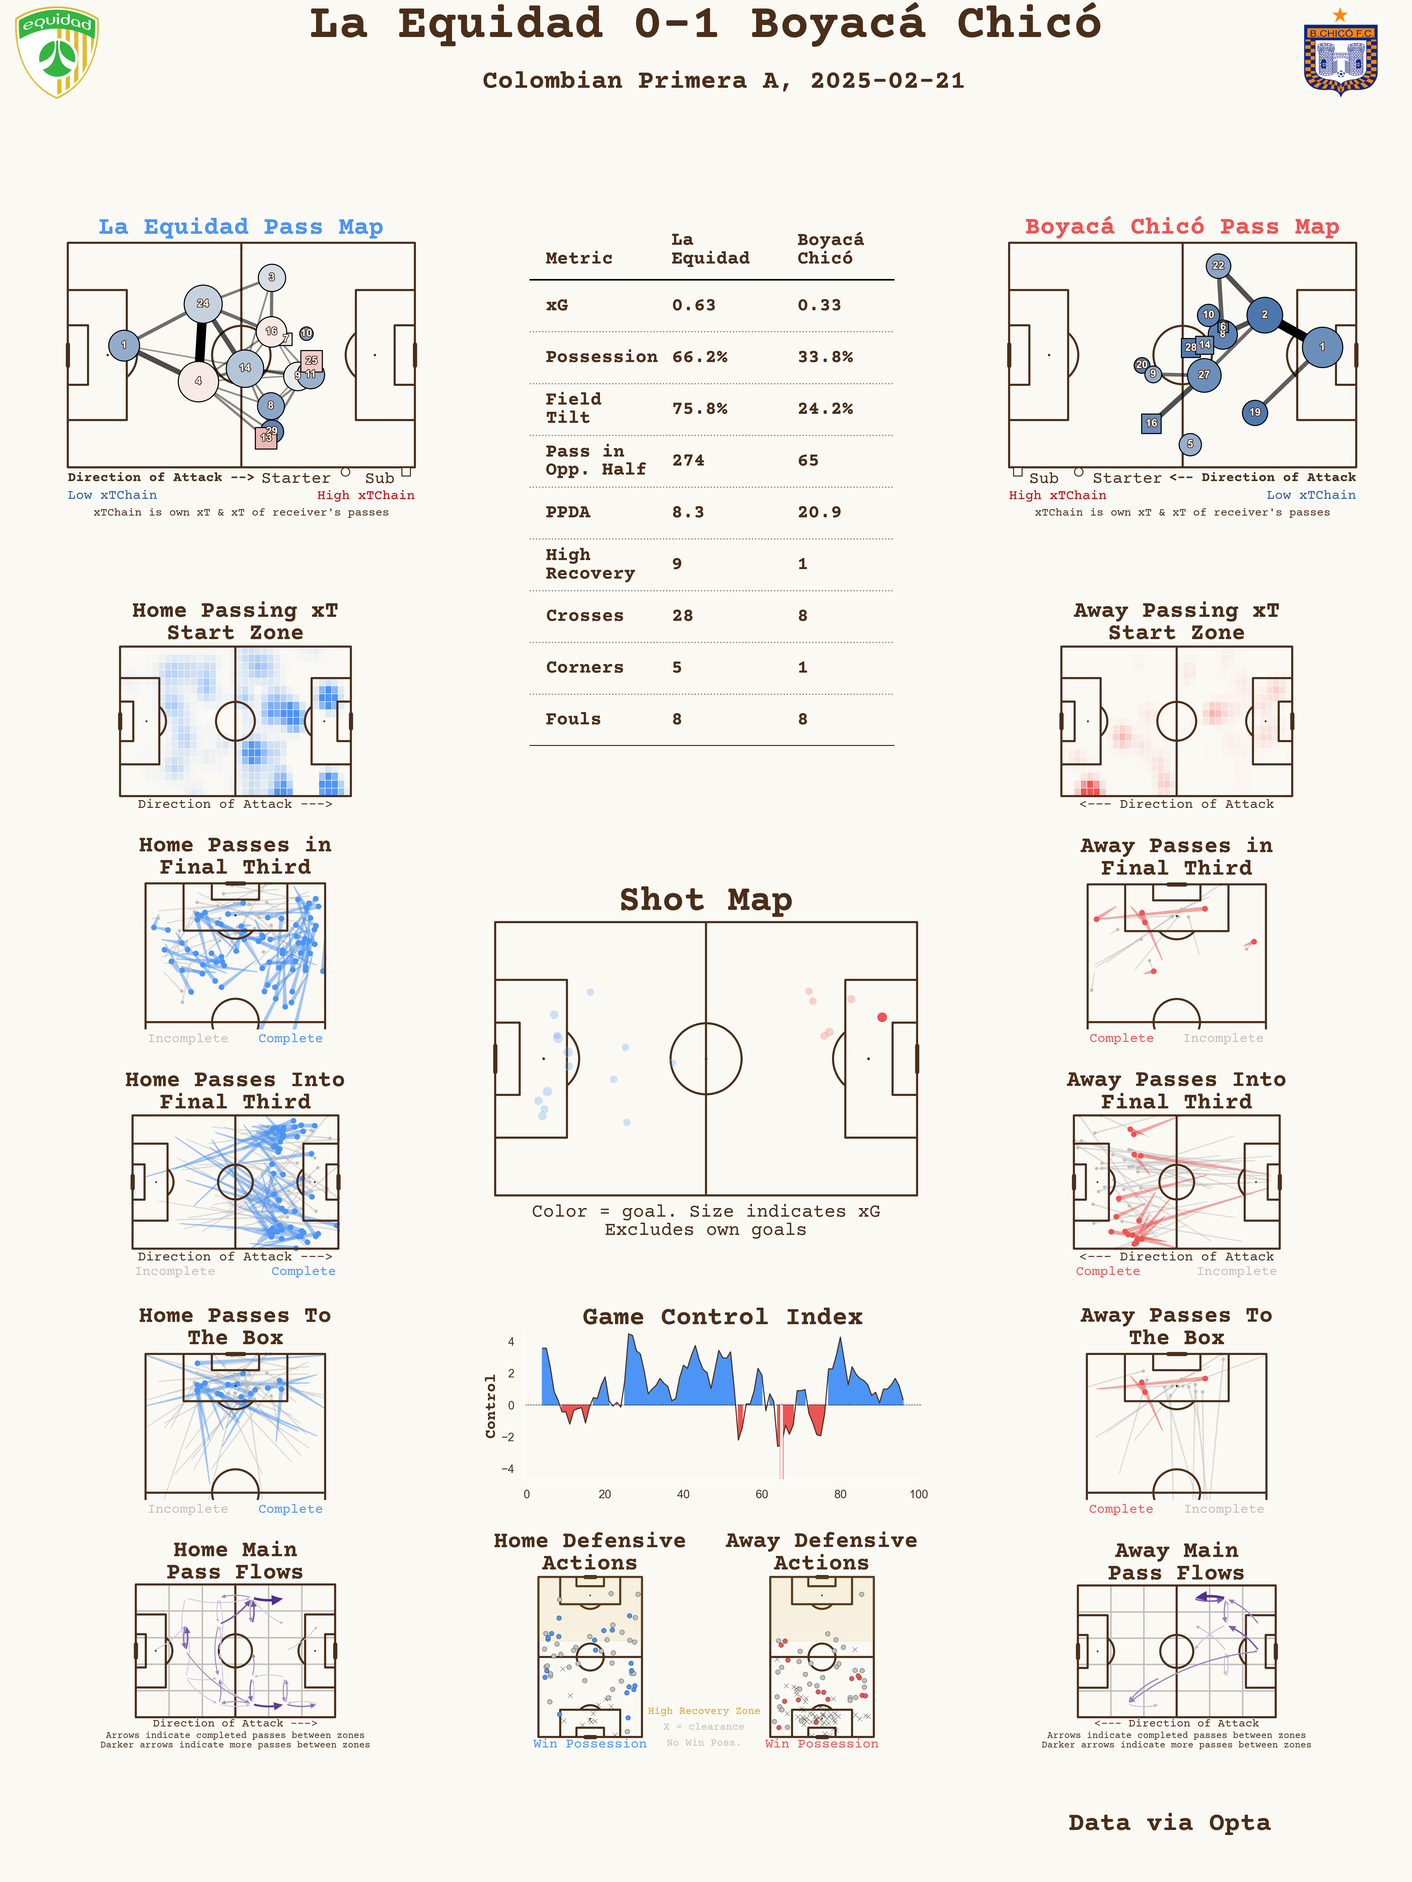 La Equidad 0-1 Boyacá Chicó
Colombian Primera A, 2025-02-21
equidad
B.CHICÓ F.C
La Equidad Pass Map
3
24
16
7
10
1
25
14
4
9
11
8
29
13
Direction of Attack --> Starter Sub
Low xTChain High xTChain
xTChain is own xT & xT of receiver's passes
Metric La Equidad Boyacá Chicó
xG 0.63 0.33
Possession 66.2% 33.8%
Field Tilt 75.8% 24.2%
Pass in Opp. Half 274 65
PPDA 8.3 20.9
High Recovery 9 1
Crosses 28 8
Corners 5 1
Fouls 8 8
Boyacá Chicó Pass Map
22
10
6
8
2
28
14
1
20
9
27
16
19
5
Sub Starter <-- Direction of Attack
High xTChain Low xTChain
xTChain is own xT & xT of receiver's passes
Home Passing xT
Start Zone
Direction of Attack --->
Away Passing xT
Start Zone
<--- Direction of Attack
Home Passes in
Final Third
Incomplete Complete
Away Passes in
Final Third
Complete Incomplete
Shot Map
Color = goal. Size indicates xG
Excludes own goals
Home Passes Into
Final Third
Direction of Attack --->
Incomplete Complete
Away Passes Into
Final Third
<--- Direction of Attack
Complete Incomplete
Home Passes To
The Box
Incomplete Complete
Game Control Index
Control
4
2
0
−2
−4
0 20 40 60 80 100
Away Passes To
The Box
Complete Incomplete
Home Main
Pass Flows
Direction of Attack --->
Arrows indicate completed passes between zones
Darker arrows indicate more passes between zones
Home Defensive
Actions
Win Possession
High Recovery Zone
X = clearance
No Win Poss.
Away Defensive
Actions
Win Possession
Away Main
Pass Flows
<--- Direction of Attack
Arrows indicate completed passes between zones
Darker arrows indicate more passes between zones
Data via Opta